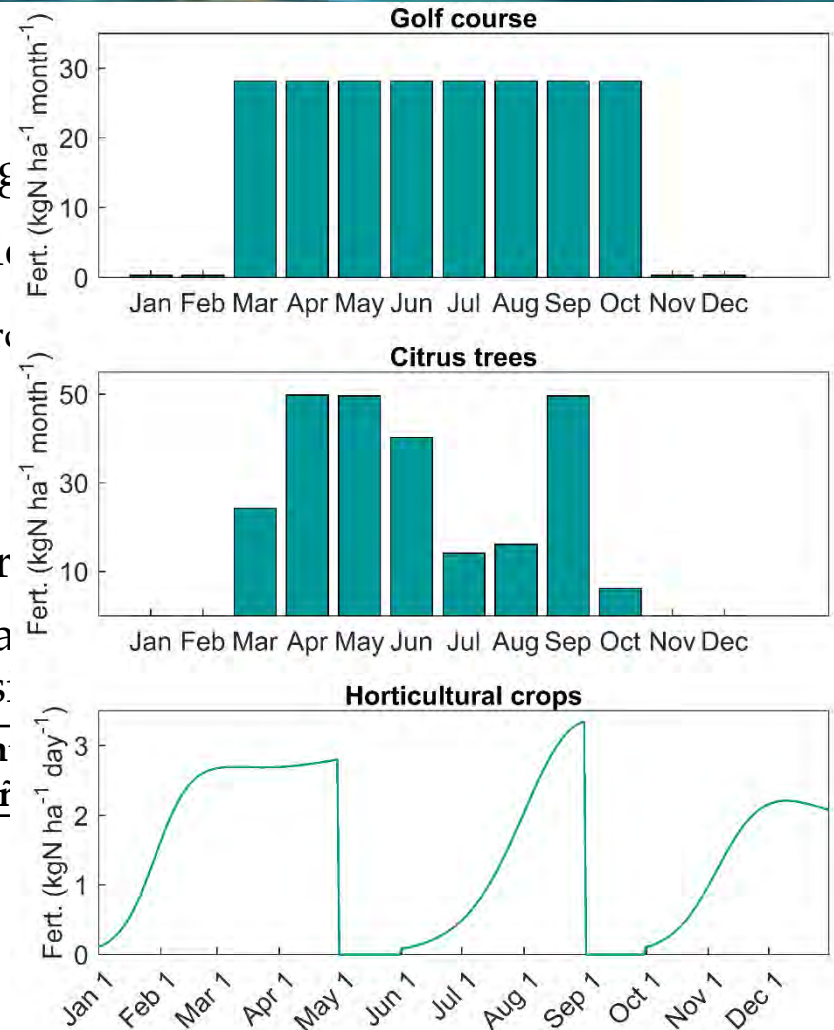 Golf course
Fert. (kgN ha⁻¹ month⁻¹)
30
20
10
0
Jan Feb Mar Apr May Jun Jul Aug Sep Oct Nov Dec
Citrus trees
Fert. (kgN ha⁻¹ month⁻¹)
50
30
10
Jan Feb Mar Apr May Jun Jul Aug Sep Oct Nov Dec
Horticultural crops
Fert. (kgN ha⁻¹ day⁻¹)
3
2
1
0
Jan 1 Feb 1 Mar 1 Apr 1 May 1 Jun 1 Jul 1 Aug 1 Sep 1 Oct 1 Nov 1 Dec 1